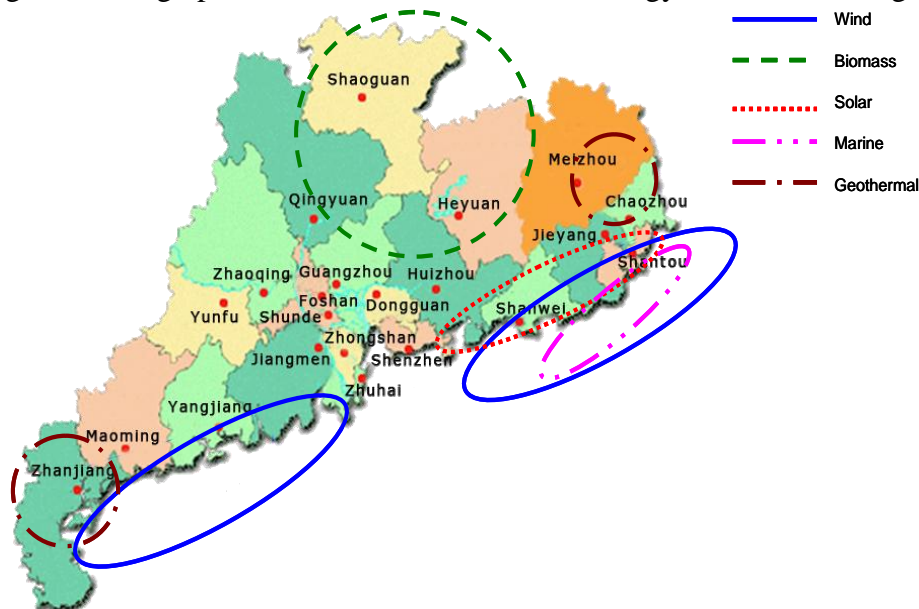 Wind
Biomass
Solar
Marine
Geothermal
Shaoguan
Meizhou
Qingyuan
Heyuan
Chaozhou
Jieyang
Shantou
Zhaoqing
Guangzhou
Huizhou
Foshan
Dongguan
Shanwei
Yunfu
Shunde
Zhongshan
Jiangmen
Shenzhen
Zhuhai
Yangjiang
Maoming
Zhanjiang